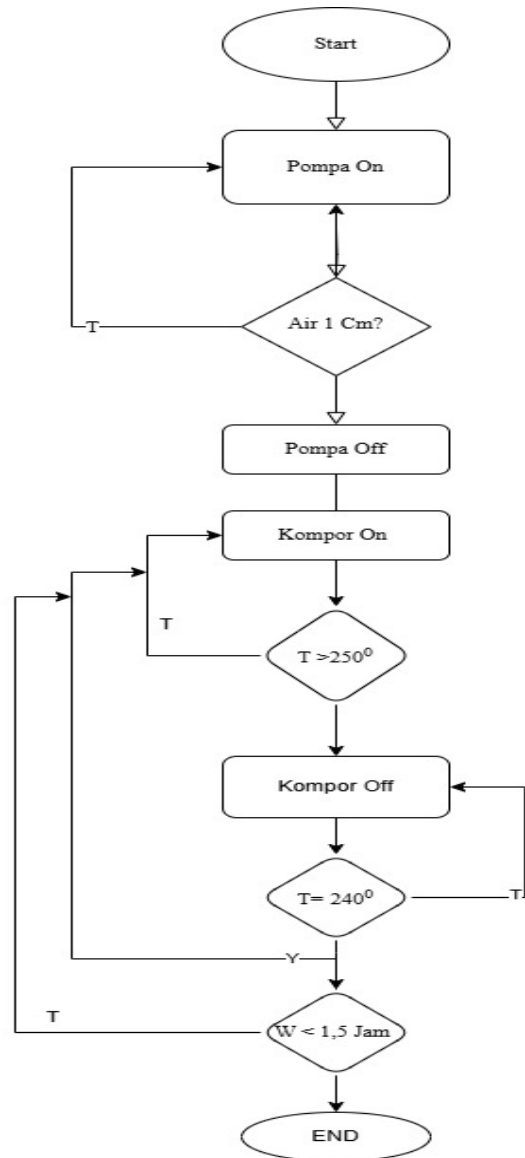 Start
Pompa On
Air 1 Cm?
T
Pompa Off
Kompor On
T
T >250⁰
Kompor Off
T= 240⁰
T
Y
T
W < 1,5 Jam
END